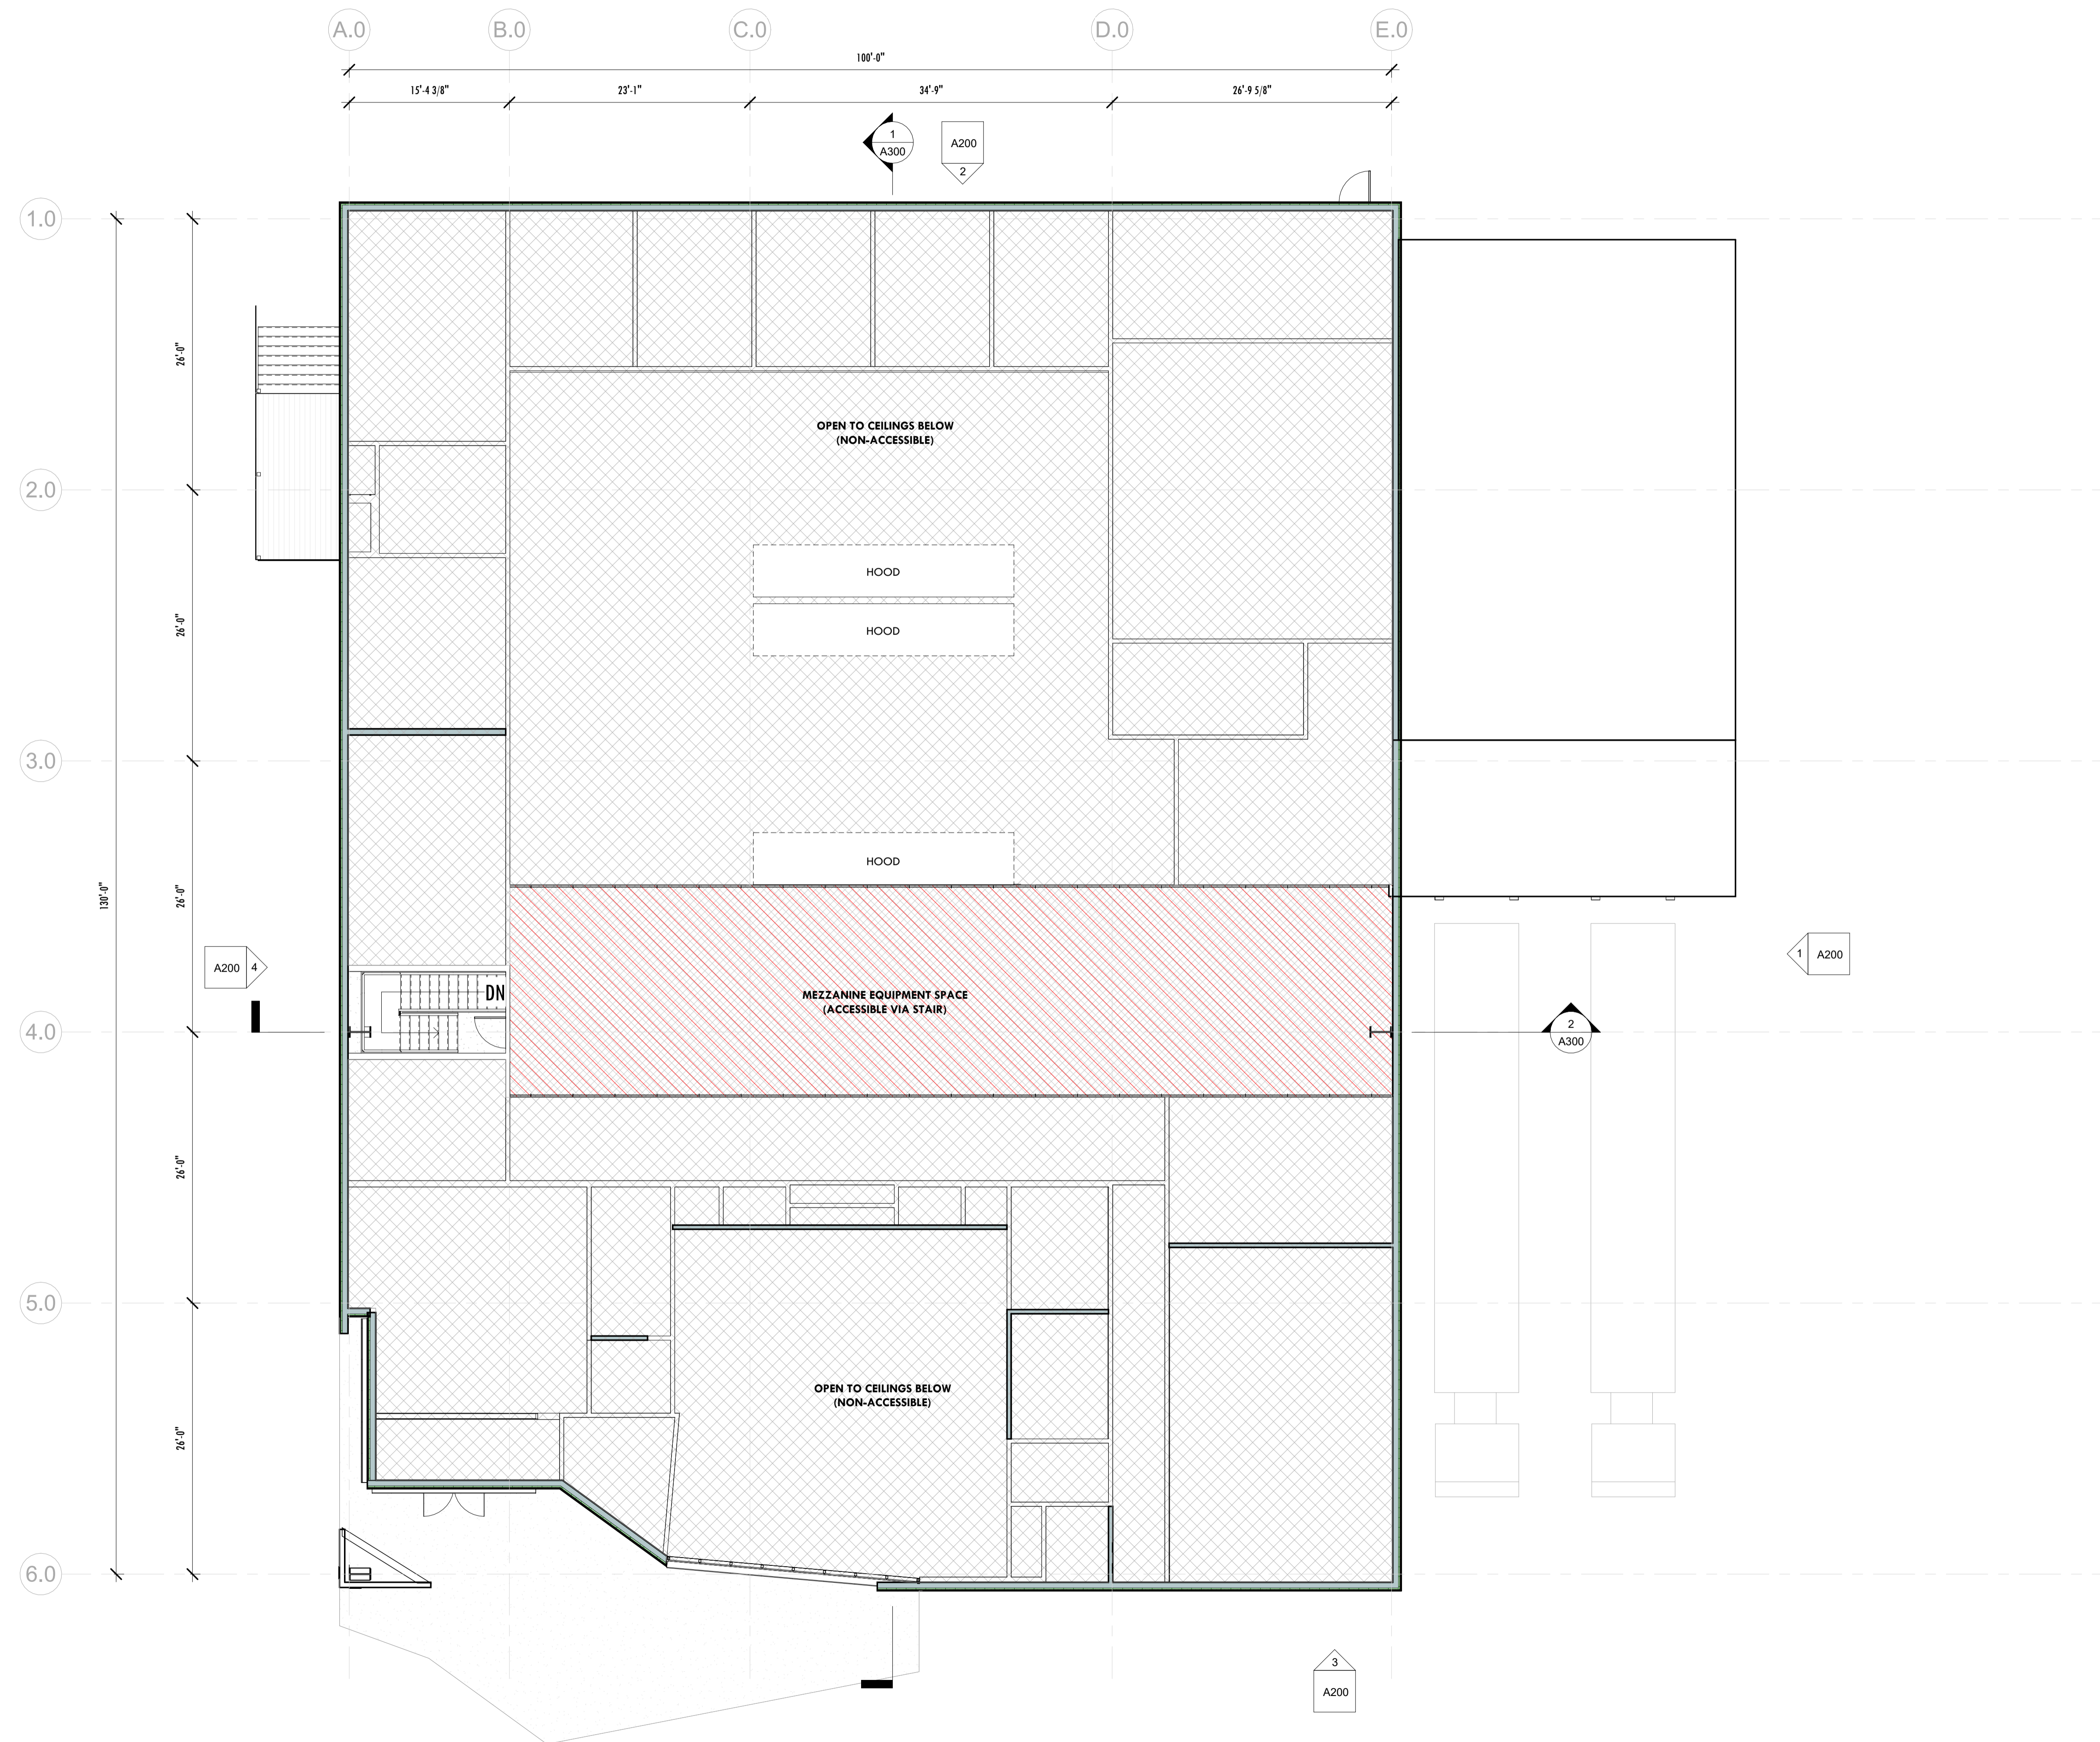 A.0
B.0
C.0
D.0
E.0
100'-0"
15'-4 3/8"
23'-1"
34'-9"
26'-9 5/8"
1
A300
A200
2
1.0
26'-0"
OPEN TO CEILINGS BELOW
(NON-ACCESSIBLE)
2.0
HOOD
26'-0"
HOOD
3.0
HOOD
130'-0"
26'-0"
A200
4
1
A200
DN
MEZZANINE EQUIPMENT SPACE
(ACCESSIBLE VIA STAIR)
4.0
2
A300
26'-0"
5.0
OPEN TO CEILINGS BELOW
(NON-ACCESSIBLE)
26'-0"
6.0
3
A200